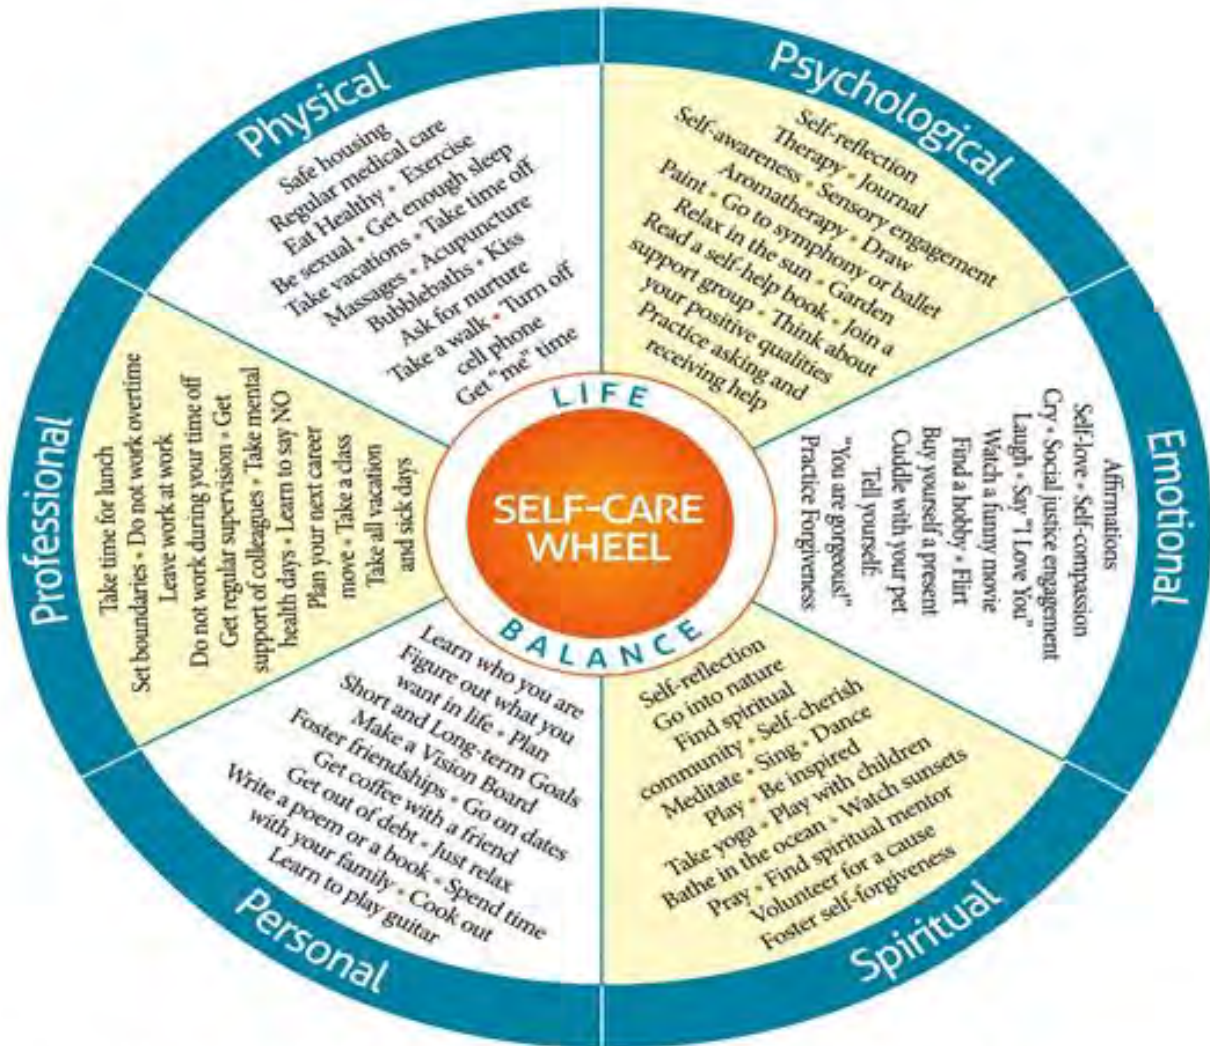 Physical
Safe housing
Regular medical care
Eat Healthy • Exercise
Be sexual • Get enough sleep
Take vacations • Take time off
Massages • Acupuncture
Bubblebaths • Kiss
Ask for nurture
Take a walk • Turn off
cell phone
Get "me" time
Psychological
Self-reflection
Therapy • Journal
Self-awareness • Sensory engagement
Aromatherapy • Draw
Paint • Go to symphony or ballet
Relax in the sun • Garden
Read a self-help book • Join a
support group • Think about
your positive qualities
Practice asking and
receiving help
Emotional
Affirmations
Self-love • Self-compassion
Cry • Social justice engagement
Laugh • Say "I Love You"
Watch a funny movie
Find a hobby • Flirt
Buy yourself a present
Cuddle with your pet
Tell yourself:
"You are gorgeous!"
Practice Forgiveness
Spiritual
Self-reflection
Go into nature
Find spiritual
community • Self-cherish
Meditate • Sing • Dance
Play • Be inspired
Take yoga • Play with children
Bathe in the ocean • Watch sunsets
Pray • Find spiritual mentor
Volunteer for a cause
Foster self-forgiveness
Personal
Learn who you are
Figure out what you
want in life • Plan
Short and Long-term Goals
Make a Vision Board
Foster friendships • Go on dates
Get coffee with a friend
Get out of debt • Just relax
Write a poem or a book • Spend time
with your family • Cook out
Learn to play guitar
Professional
Take time for lunch
Set boundaries • Do not work overtime
Leave work at work
Do not work during your time off
Get regular supervision • Get
support of colleagues • Take mental
health days • Learn to say NO
Plan your next career
move • Take a class
Take all vacation
and sick days
LIFE
SELF-CARE
WHEEL
BALANCE